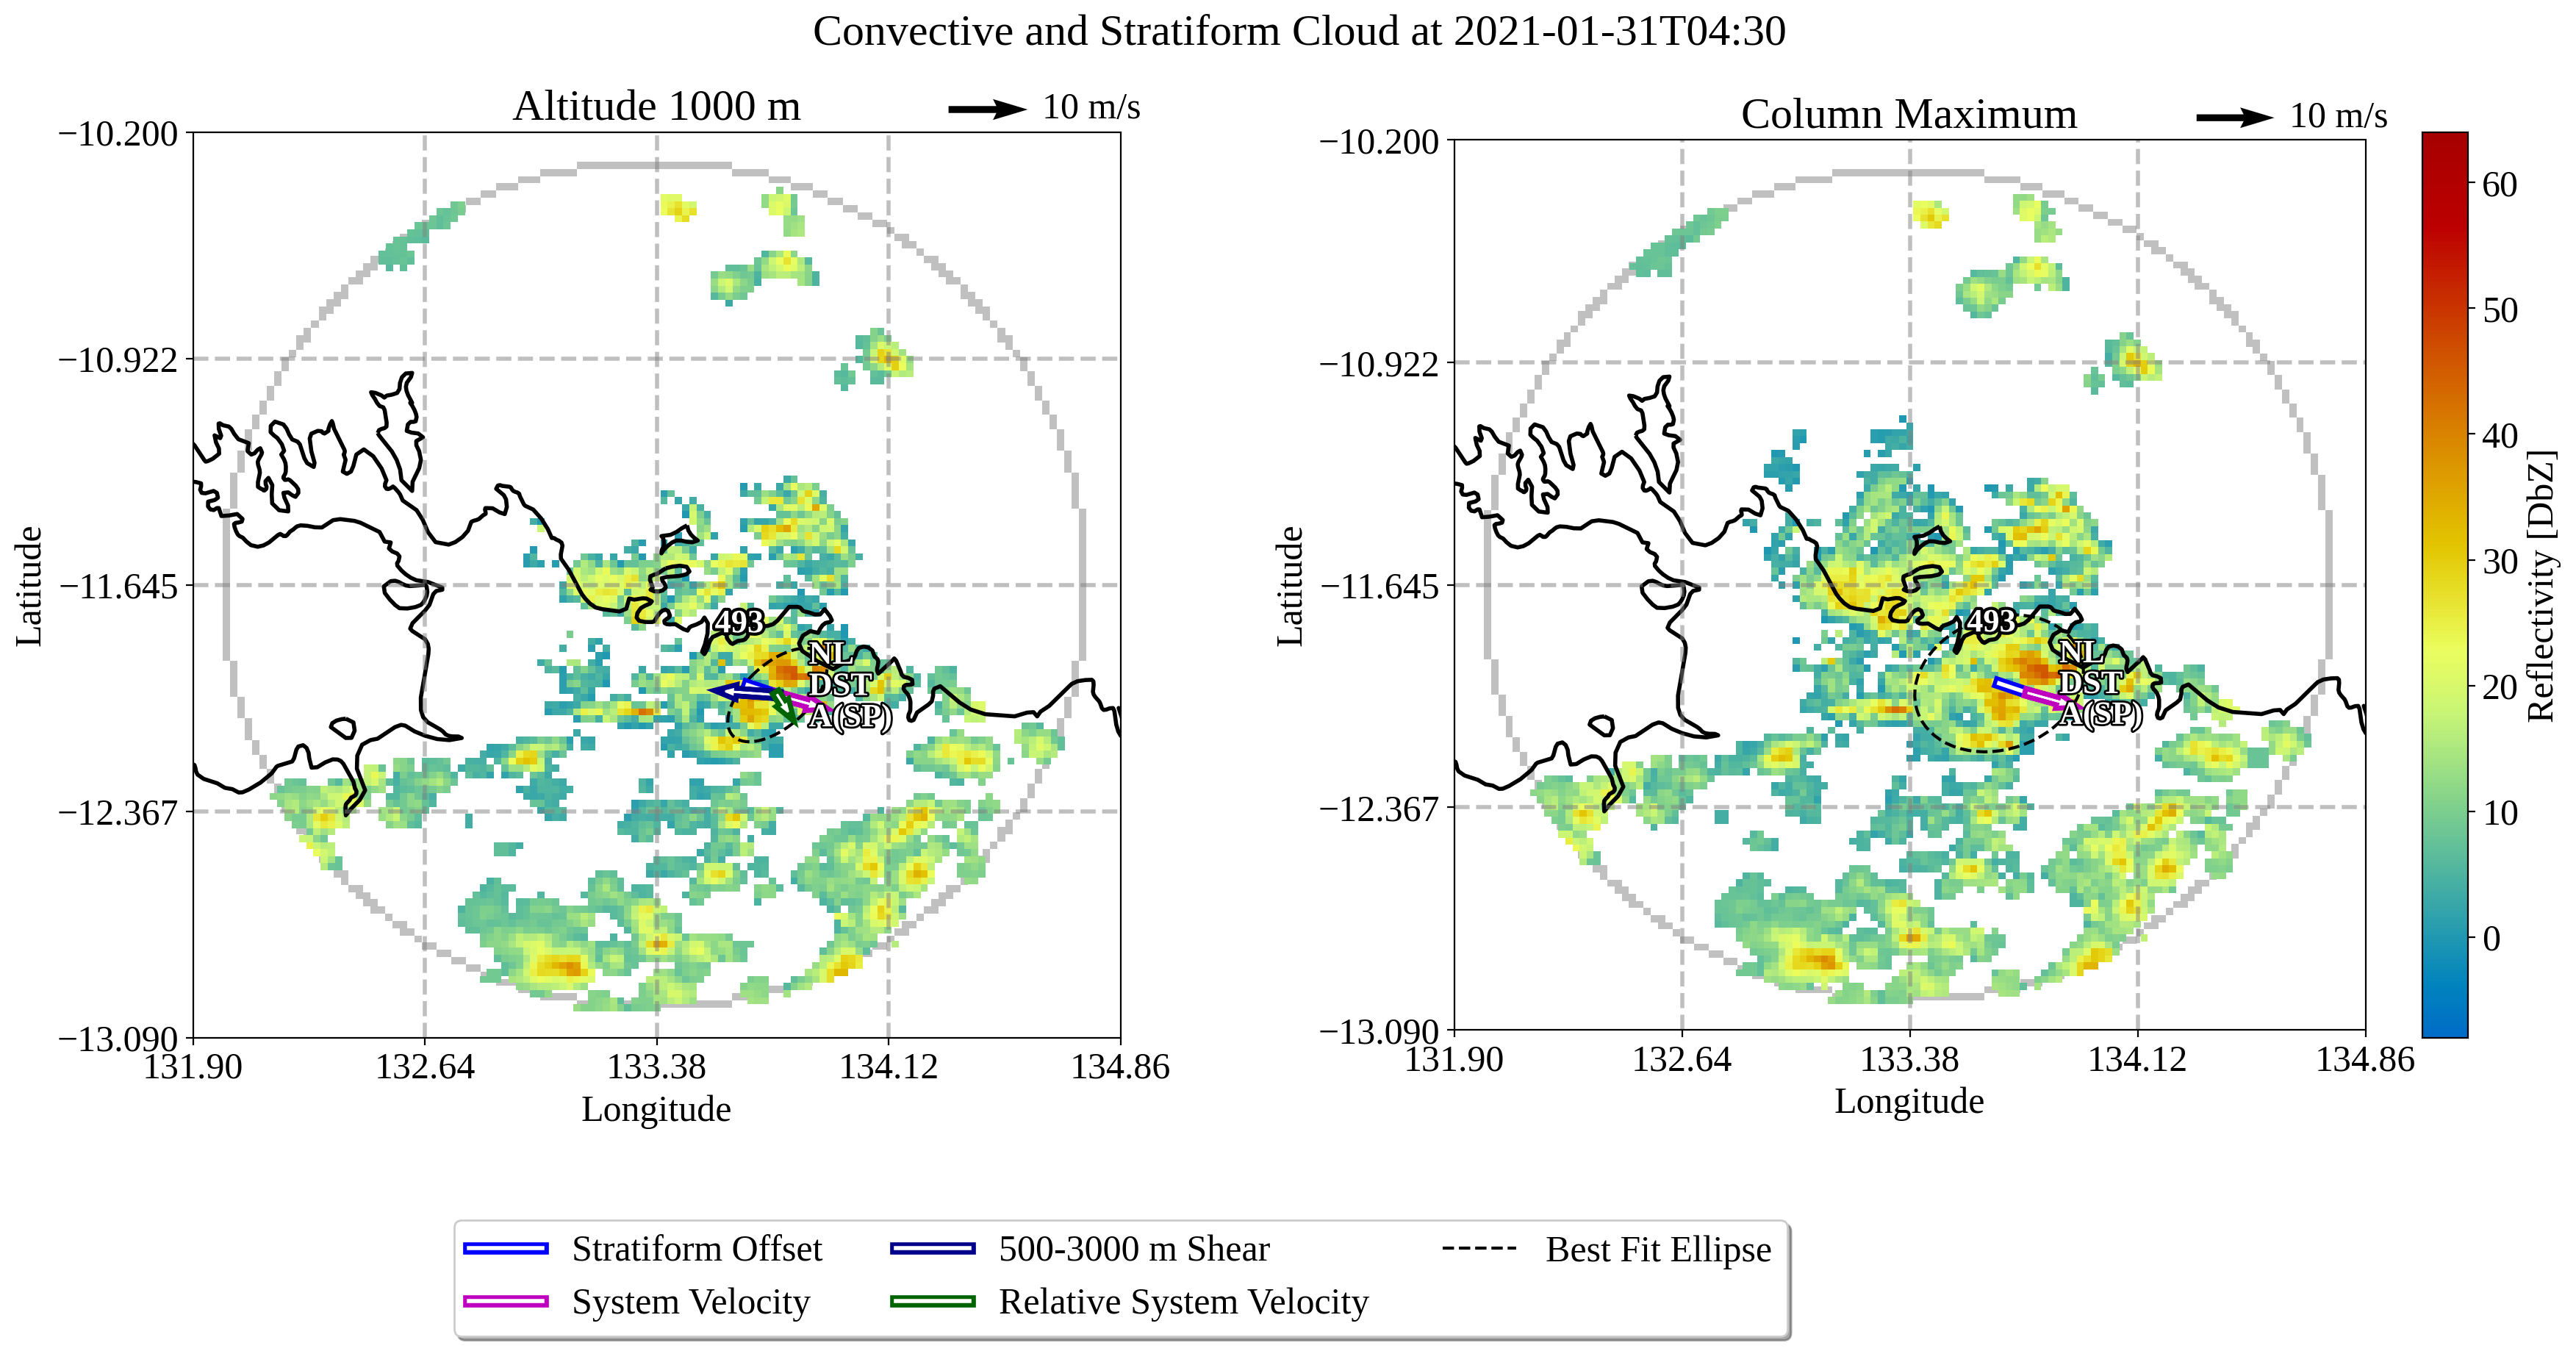 Convective and Stratiform Cloud at 2021-01-31T04:30
Altitude 1000 m
10 m/s
−10.200
−10.922
−11.645
−12.367
−13.090
131.90
132.64
133.38
134.12
134.86
Latitude
Longitude
493
NL
DST
A(SP)
Column Maximum
10 m/s
−10.200
−10.922
−11.645
−12.367
−13.090
131.90
132.64
133.38
134.12
134.86
Latitude
Longitude
493
NL
DST
A(SP)
60
50
40
30
20
10
0
Reflectivity [DbZ]
Stratiform Offset
System Velocity
500-3000 m Shear
Relative System Velocity
Best Fit Ellipse